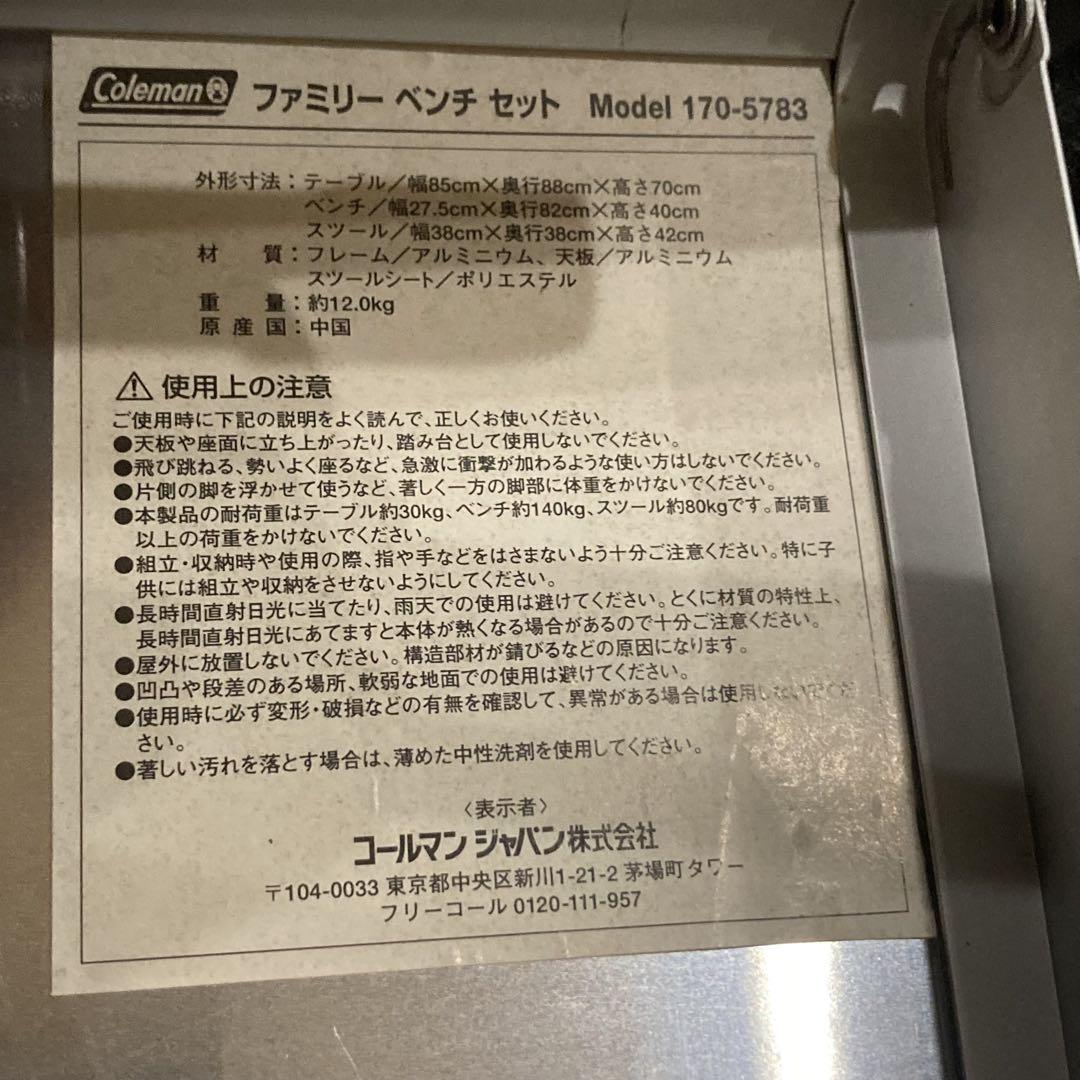 Coleman ファミリー ベンチ セット Model 170-5783
外形寸法：テーブル／幅85cm×奥行88cm×高さ70cm
ベンチ／幅27.5cm×奥行82cm×高さ40cm
スツール／幅38cm×奥行38cm×高さ42cm
材 質：フレーム／アルミニウム、天板／アルミニウム
スツールシート／ポリエステル
重 量：約12.0kg
原産国：中国
⚠ 使用上の注意
ご使用時に下記の説明をよく読んで、正しくお使いください。
●天板や座面に立ち上がったり、踏み台として使用しないでください。
●飛び跳ねる、勢いよく座るなど、急激に衝撃が加わるような使い方はしないでください。
●片側の脚を浮かせて使うなど、著しく一方の脚部に体重をかけないでください。
●本製品の耐荷重はテーブル約30kg、ベンチ約140kg、スツール約80kgです。耐荷重
以上の荷重をかけないでください。
●組立・収納時や使用の際、指や手などをはさまないよう十分ご注意ください。特に子
供には組立や収納をさせないようにしてください。
●長時間直射日光に当てたり、雨天での使用は避けてください。とくに材質の特性上、
長時間直射日光にあてますと本体が熱くなる場合があるので十分ご注意ください。
●屋外に放置しないでください。構造部材が錆びるなどの原因になります。
●凹凸や段差のある場所、軟弱な地面での使用は避けてください。
●使用時に必ず変形・破損などの有無を確認して、異常がある場合は使用しないでくだ
さい。
●著しい汚れを落とす場合は、薄めた中性洗剤を使用してください。
〈表示者〉
コールマン ジャパン株式会社
〒104-0033 東京都中央区新川1-21-2 茅場町タワー
フリーコール 0120-111-957